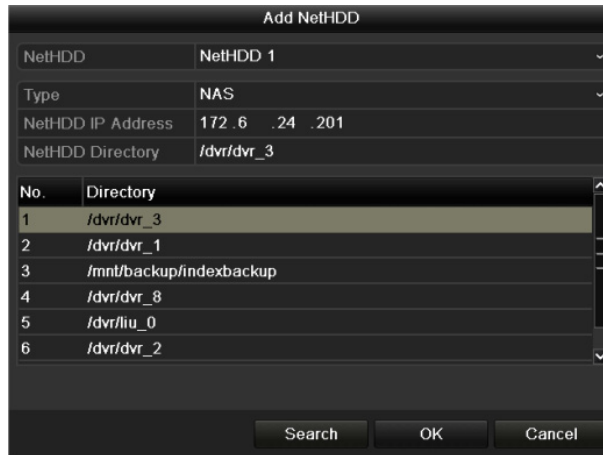 Add NetHDD
NetHDD NetHDD 1
Type NAS
NetHDD IP Address 172 .6 .24 .201
NetHDD Directory /dvr/dvr_3
No. Directory
1 /dvr/dvr_3
2 /dvr/dvr_1
3 /mnt/backup/indexbackup
4 /dvr/dvr_8
5 /dvr/liu_0
6 /dvr/dvr_2
Search OK Cancel